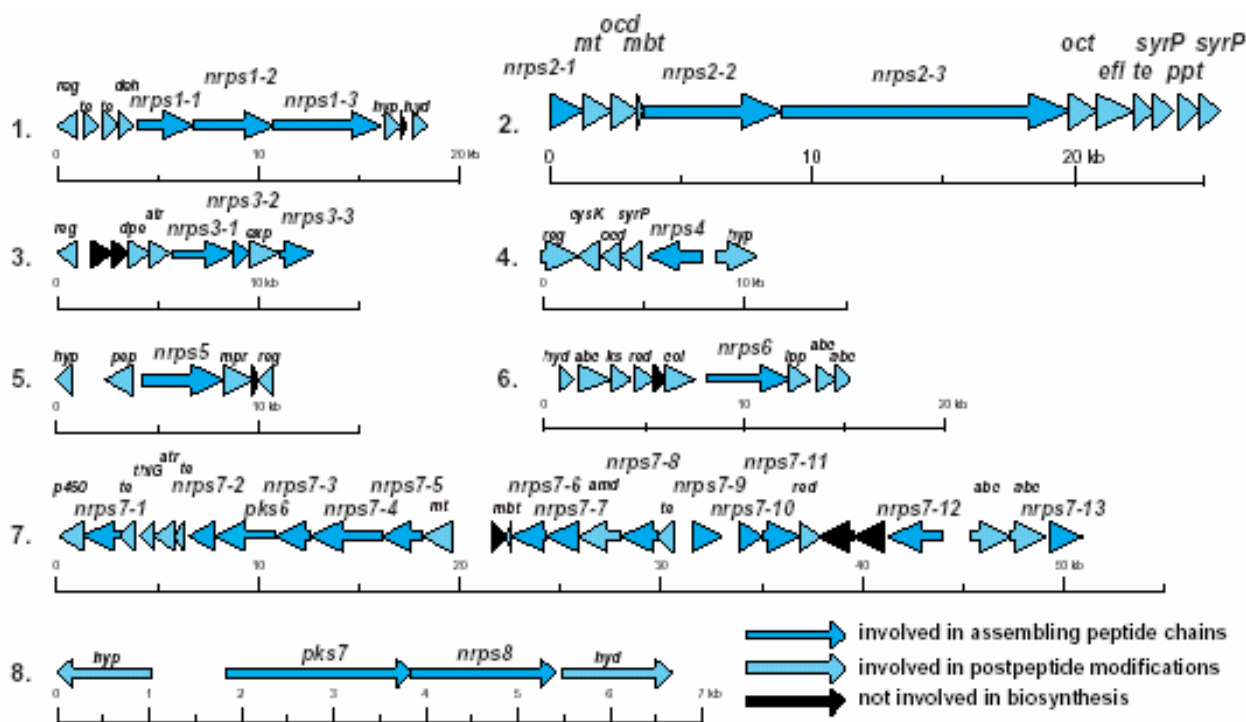 1.
reg te te doh nrps1-1 nrps1-2 nrps1-3 hyp hyd
0 10 20 kb
2.
nrps2-1 mt ocd mbt nrps2-2 nrps2-3 oct efl te syrP ppt syrP
0 10 20 kb
3.
reg dpe atr nrps3-1 nrps3-2 exp nrps3-3
0 10 kb
4.
reg cysK ocd syrP nrps4 hyp
0 10 kb
5.
hyp pep nrps5 mpr reg
0 10 kb
6.
hyd abc ks red col nrps6 lpp abc abc
0 10 20 kb
7.
p450 nrps7-1 te thiG atr te nrps7-2 pks6 nrps7-3 nrps7-4 nrps7-5 mt mbt nrps7-6 nrps7-7 amd nrps7-8 te nrps7-9 nrps7-10 nrps7-11 red nrps7-12 abc abc nrps7-13
0 10 20 30 40 50 kb
8.
hyp pks7 nrps8 hyd
0 1 2 3 4 5 6 7 kb
involved in assembling peptide chains
involved in postpeptide modifications
not involved in biosynthesis